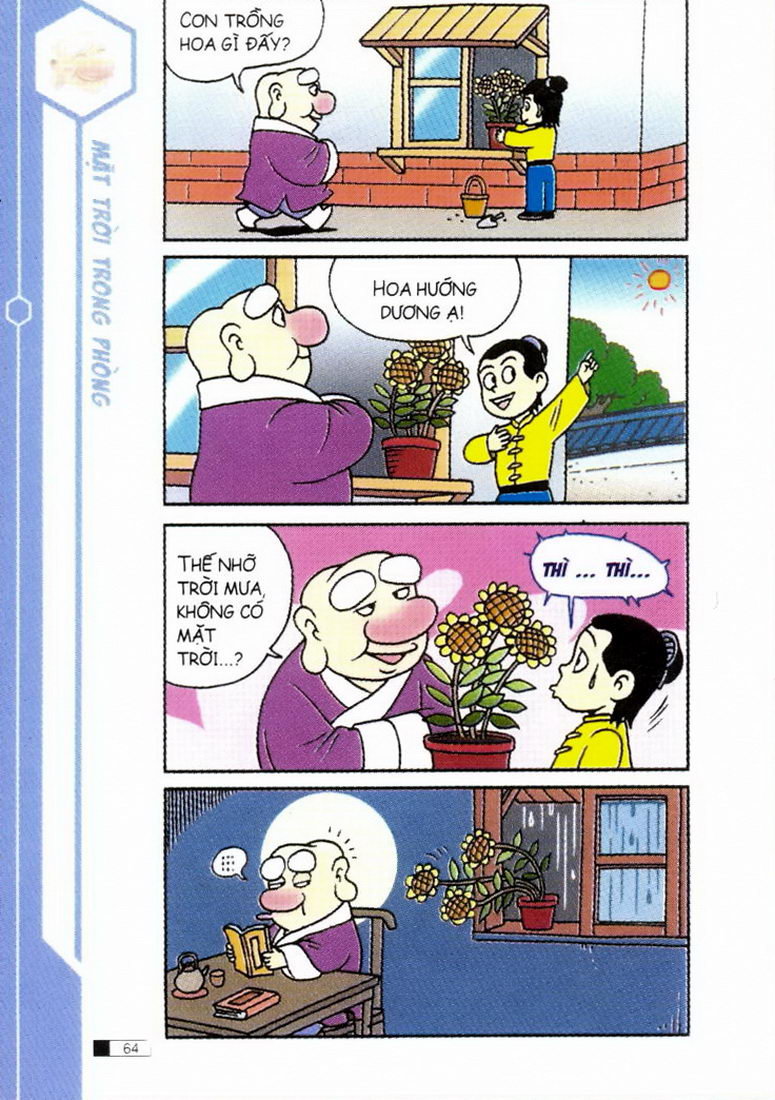 MẶT TRỜI TRONG PHÒNG
CON TRỒNG
HOA GÌ ĐẤY?
HOA HƯỚNG
DƯƠNG Ạ!
THẾ NHỠ
TRỜI MƯA,
KHÔNG CÓ
MẶT
TRỜI...?
THÌ ... THÌ...
64